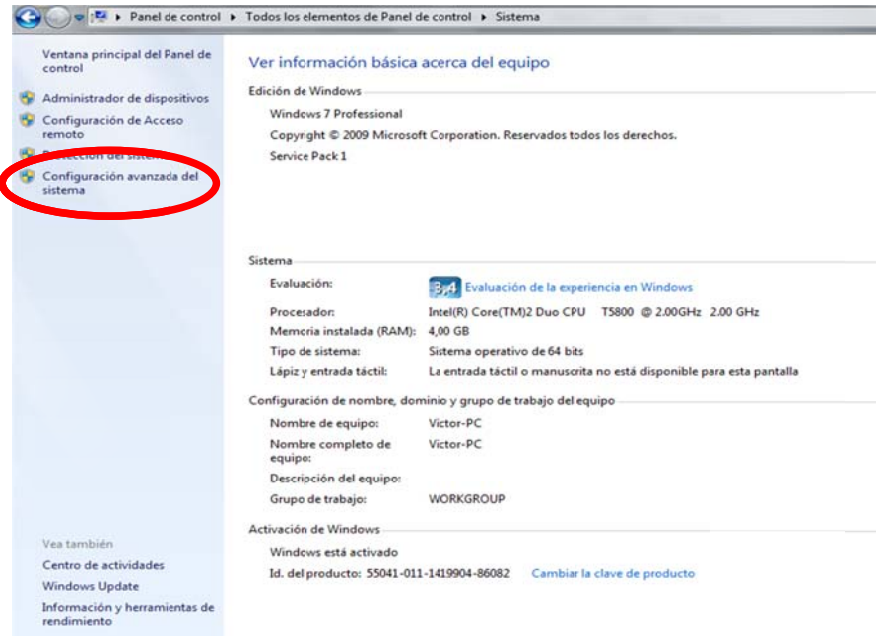 Panel de control ▸ Todos los elementos de Panel de control ▸ Sistema
Ventana principal del Panel de
control
Administrador de dispositivos
Configuración de Acceso
remoto
Protección del sistema
Configuración avanzada del
sistema
Ver información básica acerca del equipo
Edición de Windows
Windows 7 Professional
Copyright © 2009 Microsoft Corporation. Reservados todos los derechos.
Service Pack 1
Sistema
Evaluación: 3,4 Evaluación de la experiencia en Windows
Procesador: Intel(R) Core(TM)2 Duo CPU T5800 @ 2.00GHz 2.00 GHz
Memoria instalada (RAM): 4,00 GB
Tipo de sistema: Sistema operativo de 64 bits
Lápiz y entrada táctil: La entrada táctil o manuscrita no está disponible para esta pantalla
Configuración de nombre, dominio y grupo de trabajo del equipo
Nombre de equipo: Victor-PC
Nombre completo de Victor-PC
equipo:
Descripción del equipo:
Grupo de trabajo: WORKGROUP
Activación de Windows
Windows está activado
Id. del producto: 55041-011-1419904-86082 Cambiar la clave de producto
Vea también
Centro de actividades
Windows Update
Información y herramientas de
rendimiento